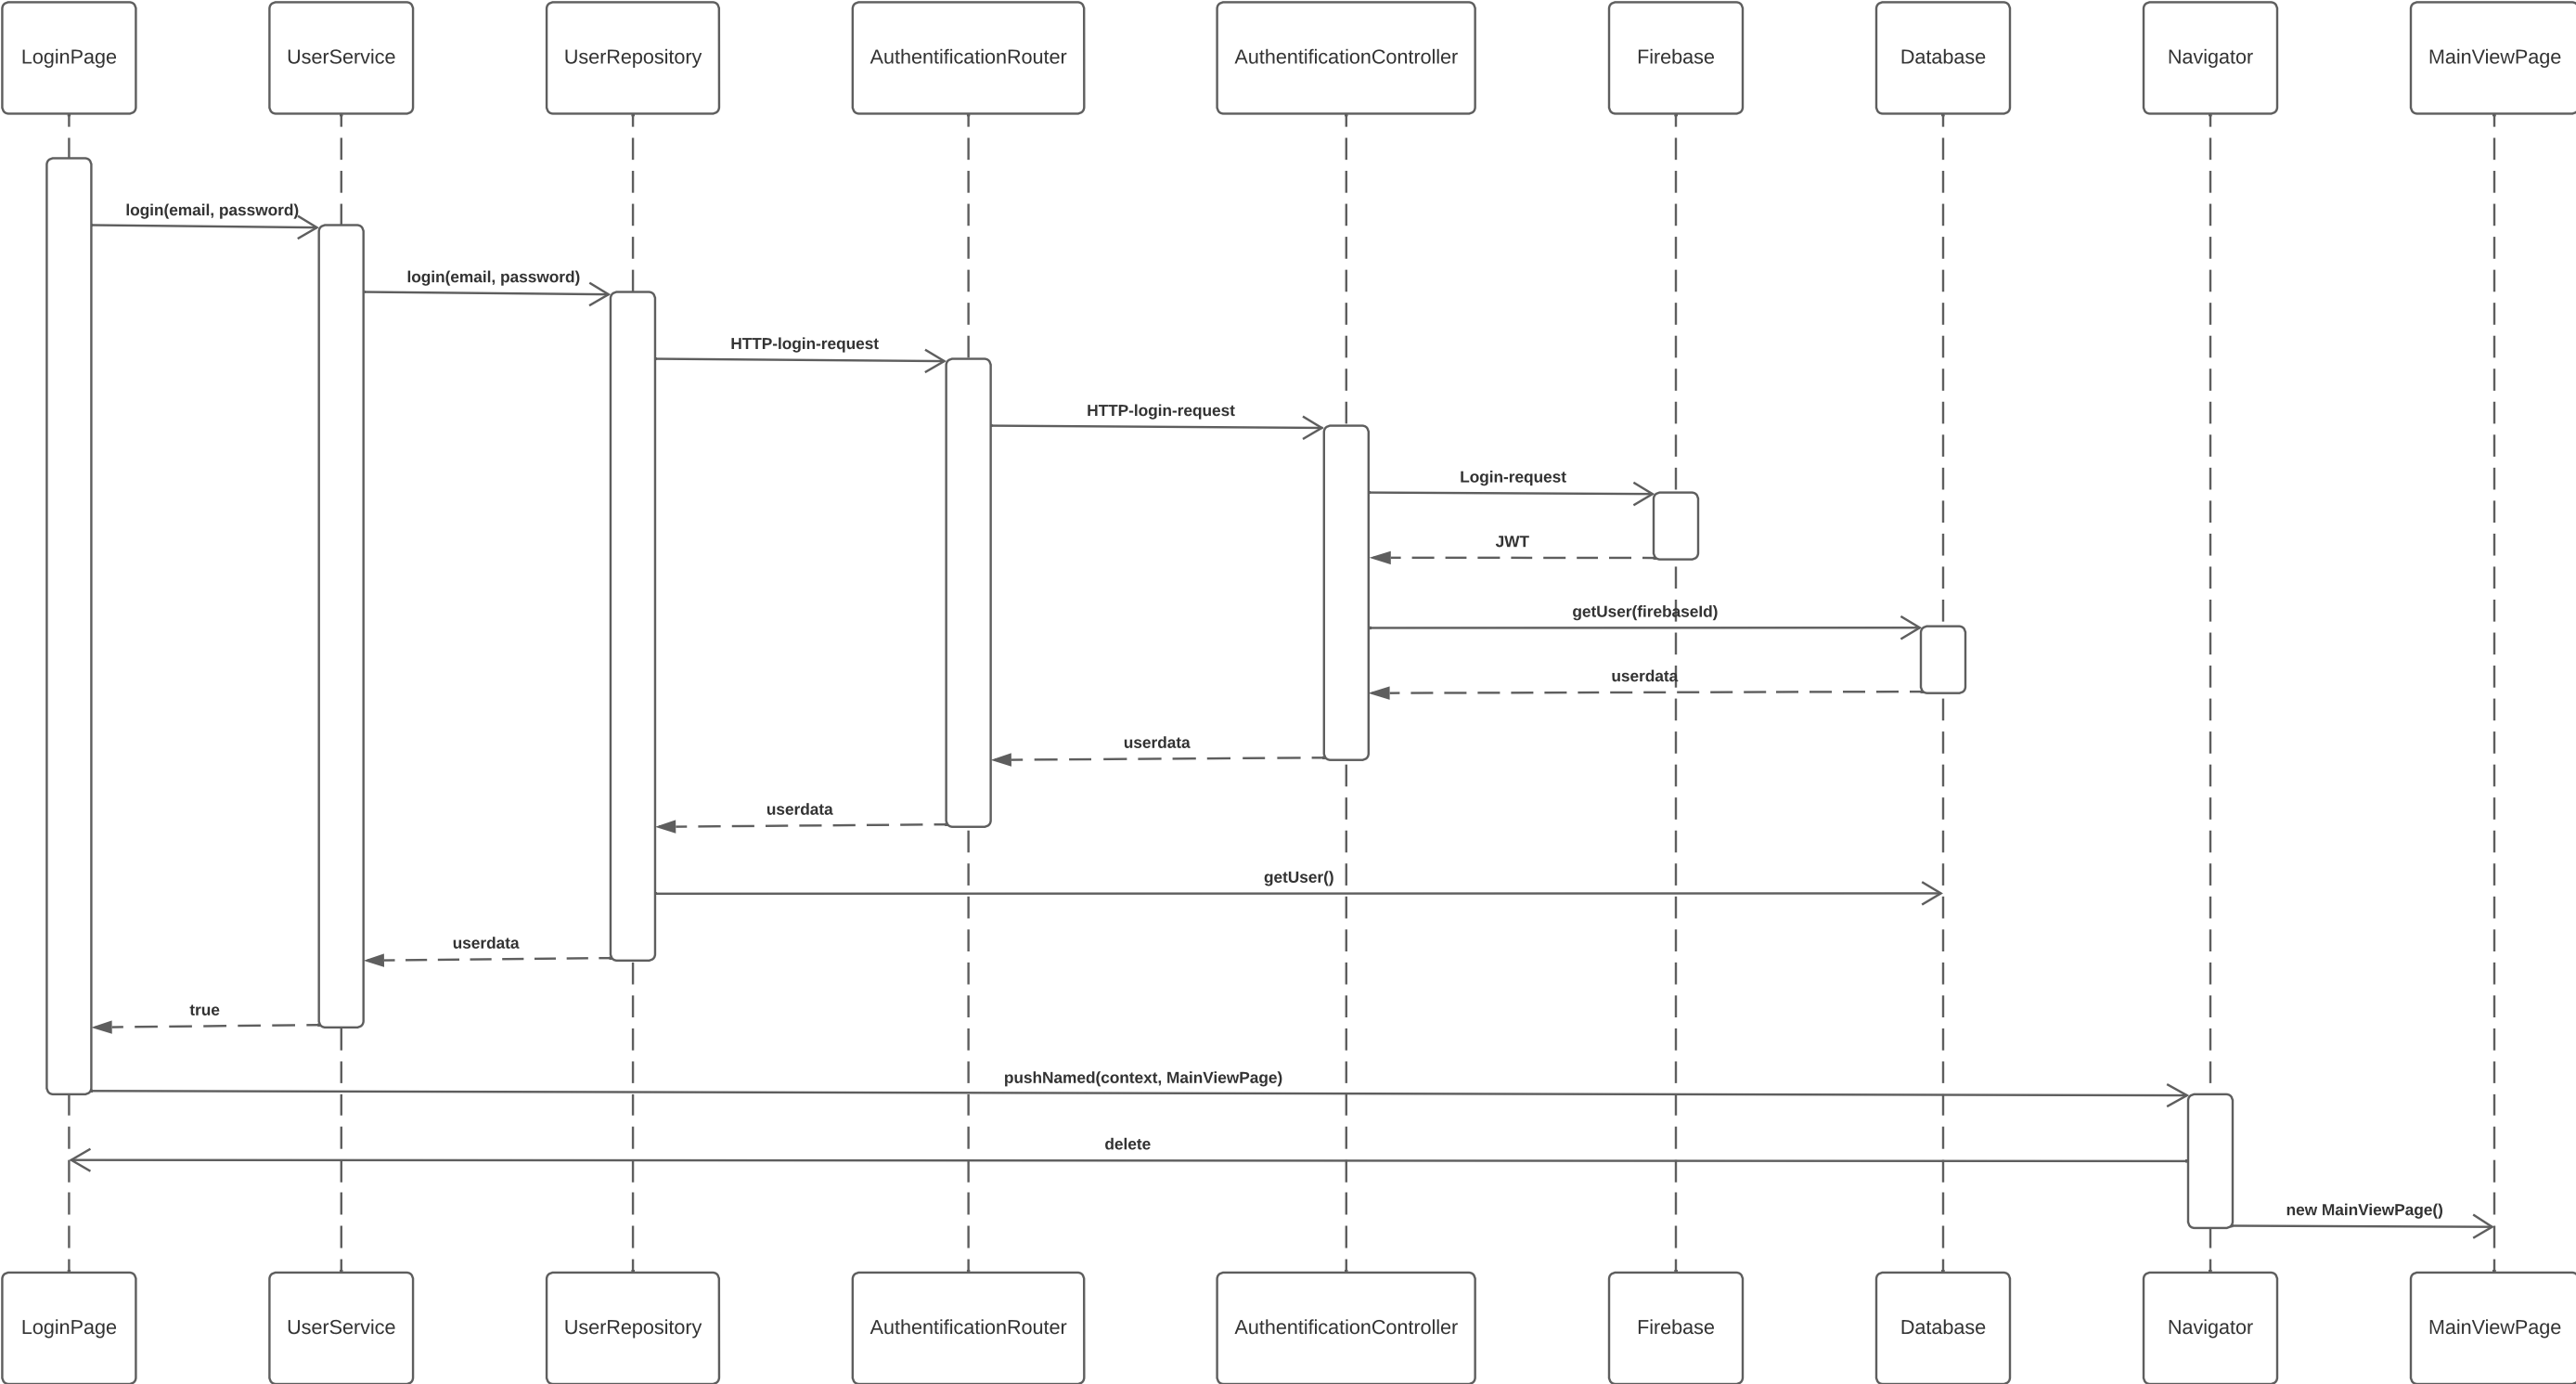 LoginPage
UserService
UserRepository
AuthentificationRouter
AuthentificationController
Firebase
Database
Navigator
MainViewPage
login(email, password)
login(email, password)
HTTP-login-request
HTTP-login-request
Login-request
JWT
getUser(firebaseId)
userdata
userdata
userdata
getUser()
userdata
true
pushNamed(context, MainViewPage)
delete
new MainViewPage()
LoginPage
UserService
UserRepository
AuthentificationRouter
AuthentificationController
Firebase
Database
Navigator
MainViewPage